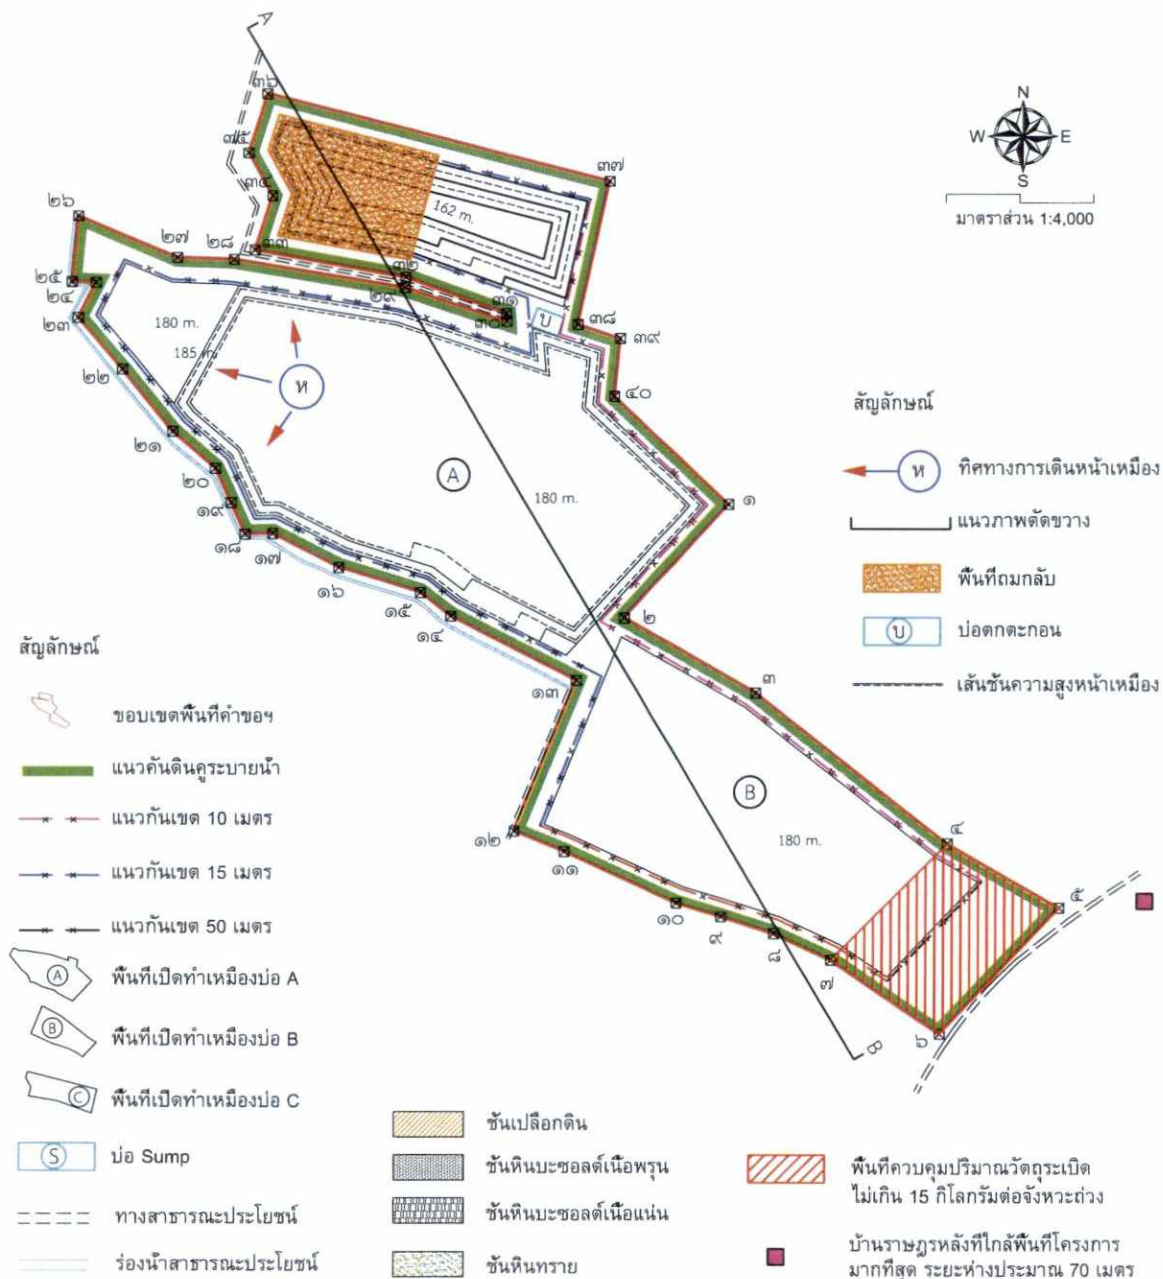 A
๓๖
N
W E
S
มาตราส่วน 1:4,000
๓๕
๓๗
๓๔
162 m.
๒๖
๒๗
๒๘
๓๓
๓๒
๒๙
๓๑
๓๐
บ
๓๘
๓๙
๒๕
๒๔
๒๓
180 m.
185 m.
ห
๒๒
๔๐
๒๑
A
180 m.
๒๐
๑
๑๙
๑๘
๑๗
๑๖
๑๕
๑๔
๒
๑๓
๓
B
180 m.
๑๒
๑๑
๔
๑๐
๙
๘
๗
๕
๖
B
สัญลักษณ์
ห ทิศทางการเดินหน้าเหมือง
แนวภาพตัดขวาง
พื้นที่ถมกลับ
บ บ่อตกตะกอน
เส้นชั้นความสูงหน้าเหมือง
สัญลักษณ์
ขอบเขตพื้นที่คำขอฯ
แนวคันดินคูระบายน้ำ
แนวกันเขต 10 เมตร
แนวกันเขต 15 เมตร
แนวกันเขต 50 เมตร
A พื้นที่เปิดทำเหมืองบ่อ A
B พื้นที่เปิดทำเหมืองบ่อ B
C พื้นที่เปิดทำเหมืองบ่อ C
S บ่อ Sump
ทางสาธารณะประโยชน์
ร่องน้ำสาธารณะประโยชน์
ชั้นเปลือกดิน
ชั้นหินบะซอลต์เนื้อพรุน
ชั้นหินบะซอลต์เนื้อแน่น
ชั้นหินทราย
พื้นที่ควบคุมปริมาณวัตถุระเบิด
ไม่เกิน 15 กิโลกรัมต่อจังหวะถ่วง
บ้านราษฎรหลังที่ใกล้พื้นที่โครงการ
มากที่สุด ระยะห่างประมาณ 70 เมตร